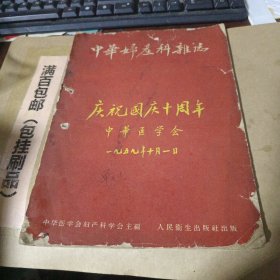 中华妇产科杂志
庆祝国庆十周年
中华医学会
一九五九年十月一日
中华医学会妇产科学会主编 人民衛生出版社出版
满百包邮（包挂刷品）